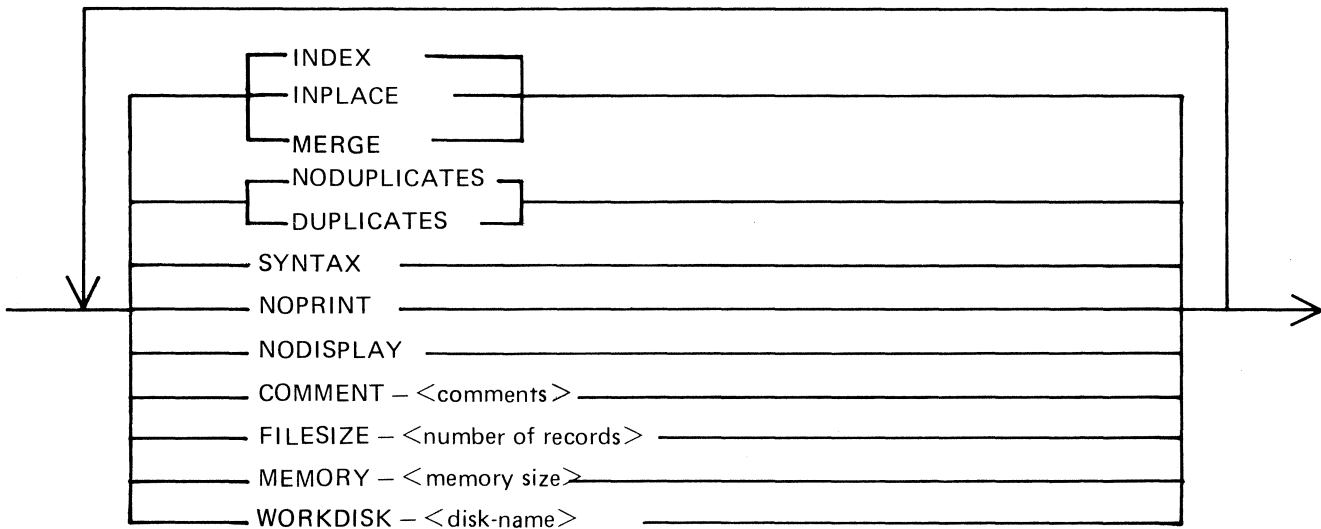 INDEX
INPLACE
MERGE
NODUPLICATES
DUPLICATES
SYNTAX
NOPRINT
NODISPLAY
COMMENT – <comments>
FILESIZE – <number of records>
MEMORY – <memory size>
WORKDISK – <disk-name>